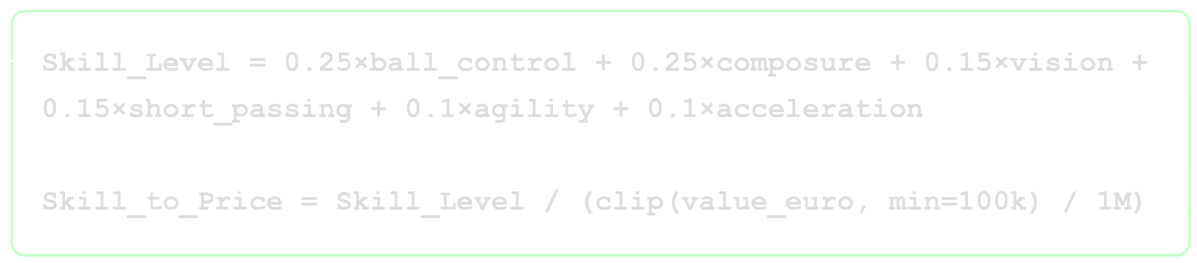 Skill_Level = 0.25×ball_control + 0.25×composure + 0.15×vision +
0.15×short_passing + 0.1×agility + 0.1×acceleration
Skill_to_Price = Skill_Level / (clip(value_euro, min=100k) / 1M)